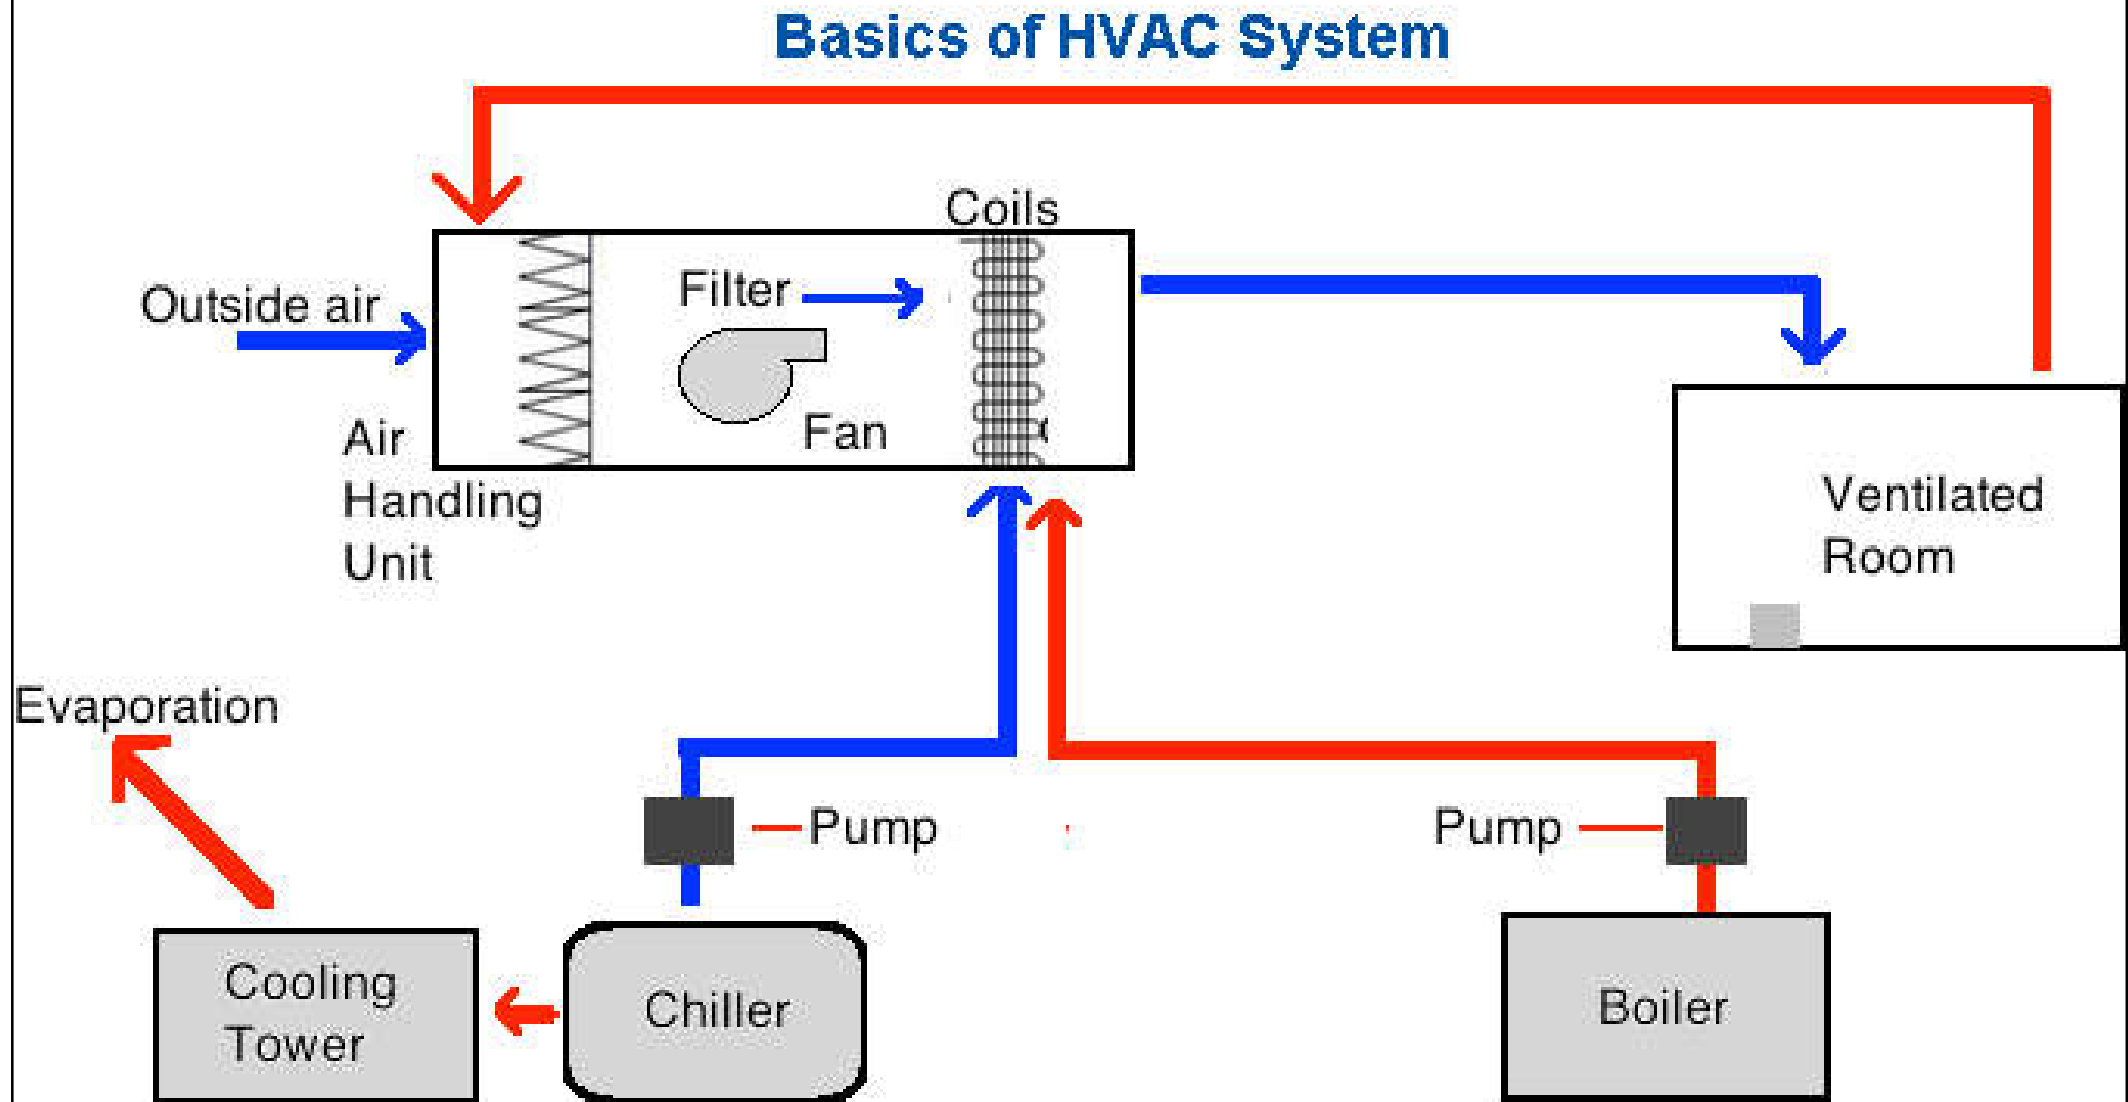 Basics of HVAC System
Coils
Filter
Outside air
Fan
Air
Handling
Unit
Ventilated
Room
Evaporation
Pump
Pump
Cooling
Tower
Chiller
Boiler